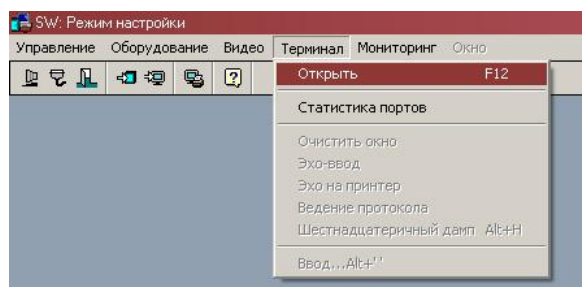 SW: Режим настройки
Управление Оборудование Видео Терминал Мониторинг Окно
Открыть F12
Статистика портов
Очистить окно
Эхо-ввод
Эхо на принтер
Ведение протокола
Шестнадцатеричный дамп Alt+H
Ввод...Alt+''